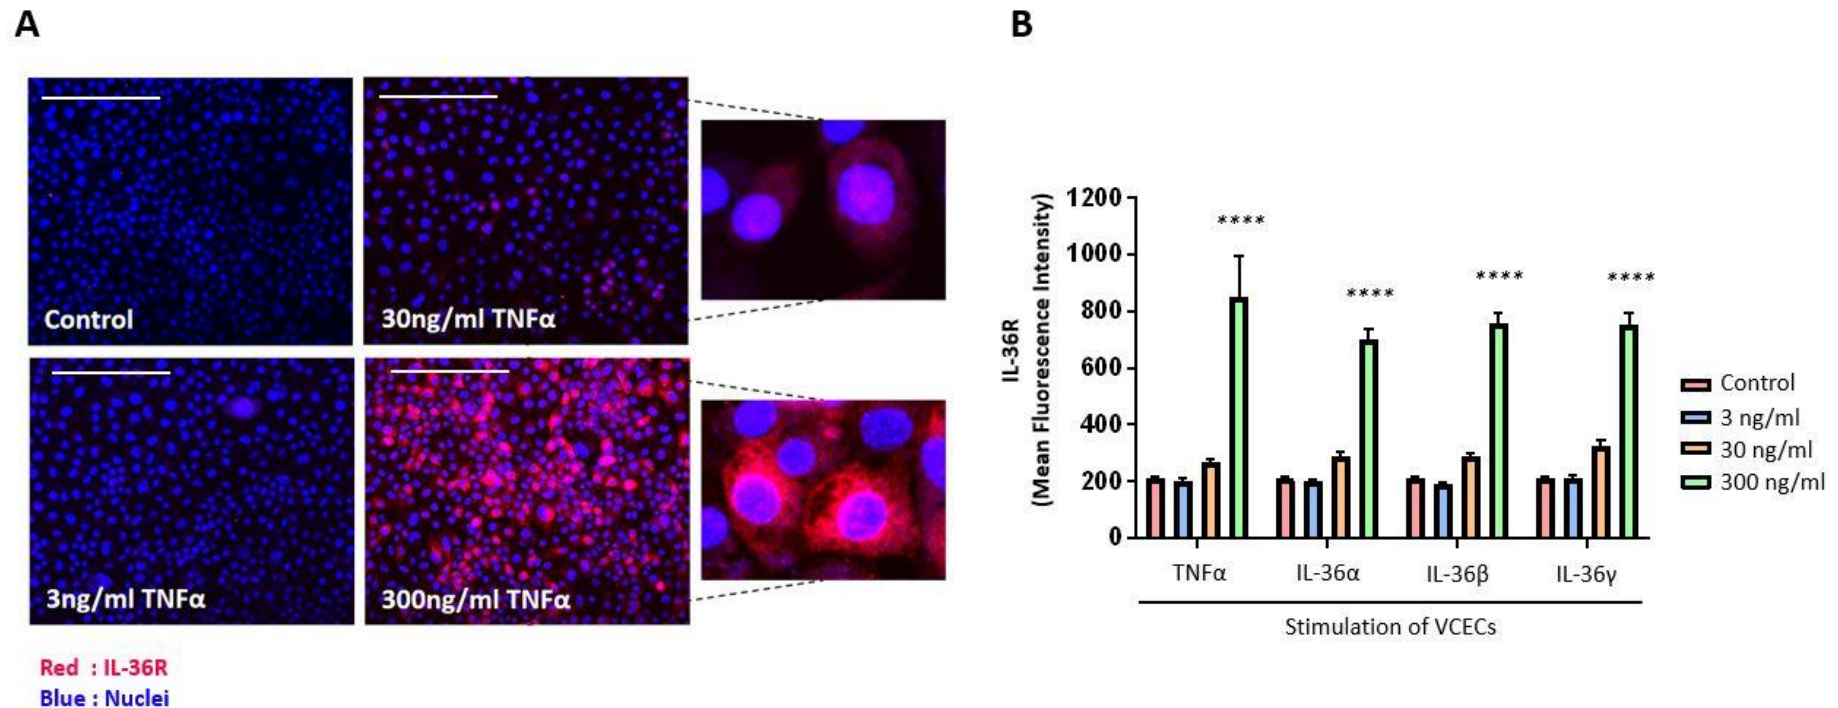 A
Control
30ng/ml TNFα
3ng/ml TNFα
300ng/ml TNFα
Red : IL-36R
Blue : Nuclei
B
IL-36R
(Mean Fluorescence Intensity)
1200
1000
800
600
400
200
0
****
****
****
****
TNFα
IL-36α
IL-36β
IL-36γ
Stimulation of VCECs
Control
3 ng/ml
30 ng/ml
300 ng/ml